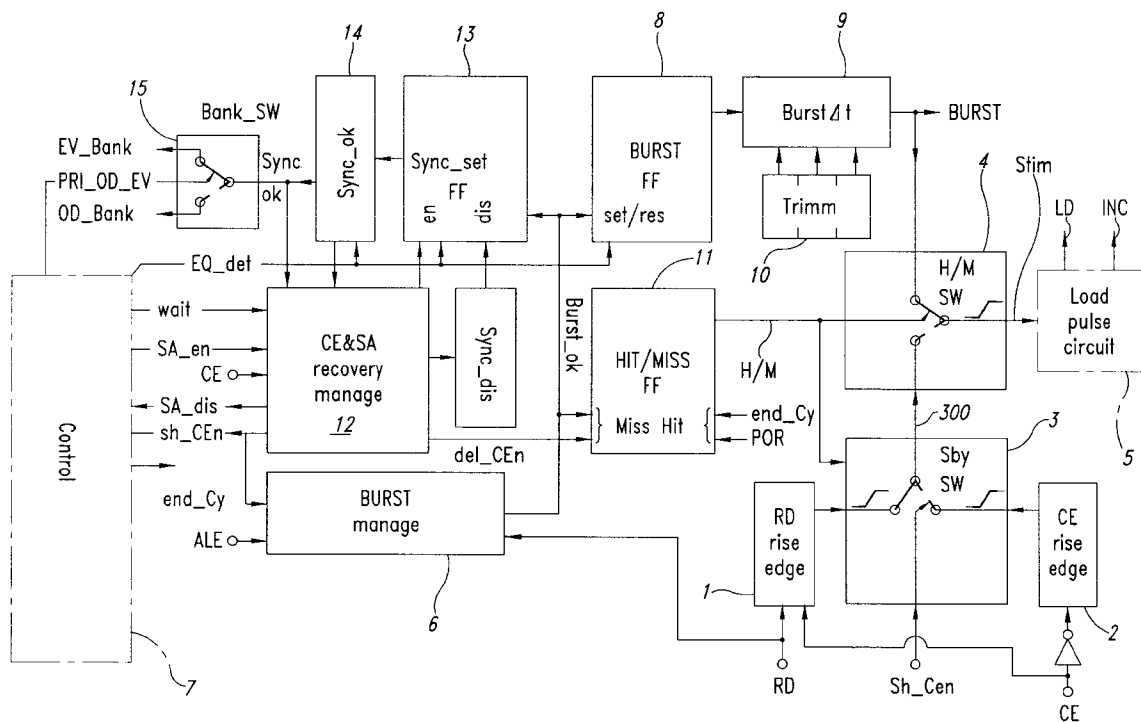 14
13
8
9
15
Bank_SW
EV_Bank
PRI_OD_EV
OD_Bank
Sync
ok
Sync_ok
Sync_set
FF
en
dis
BURST
FF
set/res
Burst Δt
BURST
Trimm
10
4
Stim
LD
INC
H/M
SW
Load
pulse
circuit
5
EQ_det
wait
SA_en
CE
SA_dis
sh_CEn
end_Cy
ALE
Control
7
CE&SA
recovery
manage
12
Sync_dis
del_CEn
Burst_ok
11
HIT/MISS
FF
Miss Hit
H/M
end_Cy
POR
300
3
Sby
SW
BURST
manage
6
RD
rise
edge
1
CE
rise
edge
2
RD
Sh_Cen
CE